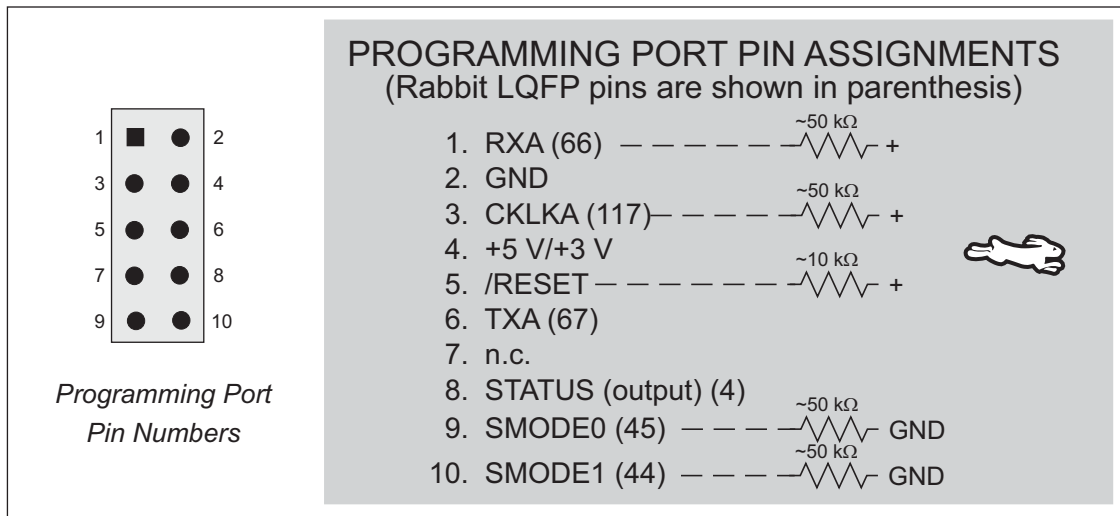 PROGRAMMING PORT PIN ASSIGNMENTS
(Rabbit LQFP pins are shown in parenthesis)
1 2
3 4
5 6
7 8
9 10
Programming Port
Pin Numbers
~50 kΩ
1. RXA (66) +
2. GND
~50 kΩ
3. CKLKA (117) +
4. +5 V/+3 V
~10 kΩ
5. /RESET +
6. TXA (67)
7. n.c.
8. STATUS (output) (4)
~50 kΩ
9. SMODE0 (45) GND
~50 kΩ
10. SMODE1 (44) GND